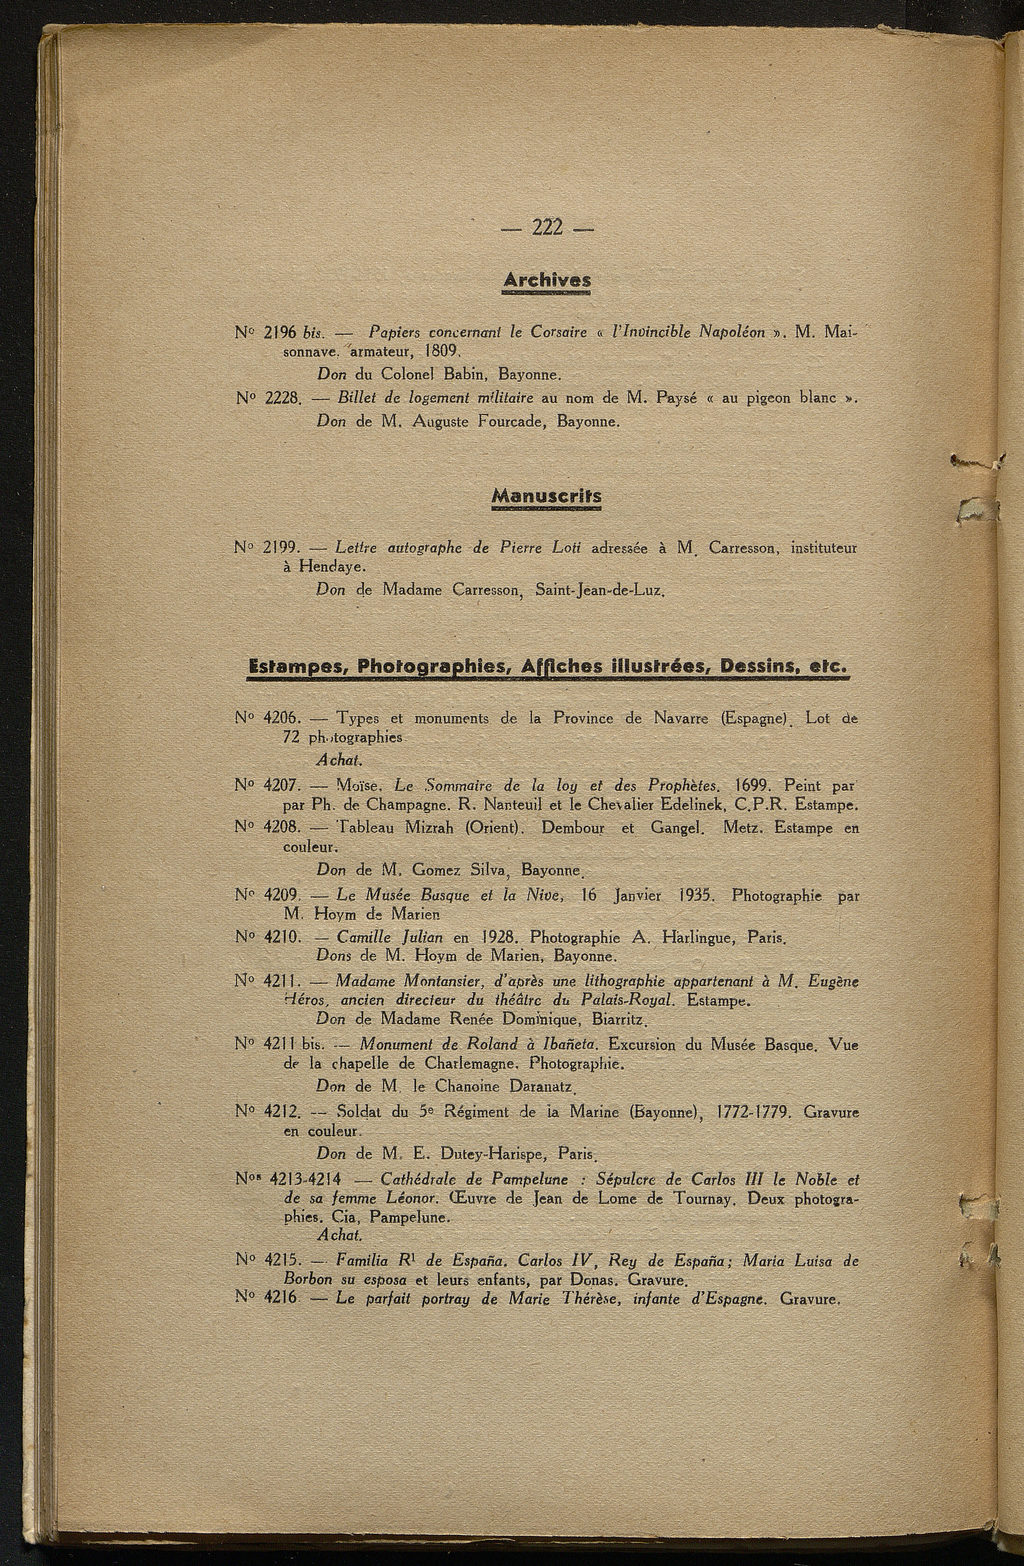 — 222 —
Archives
Nº 2196 bis. — Papiers concernant le Corsaire « l'Invincible Napoléon ». M. Mai-
sonnave. armateur, 1809.
Don du Colonel Babin, Bayonne.
Nº 2228. — Billet de logement militaire au nom de M. Paysé « au pigeon blanc ».
Don de M. Auguste Fourcade, Bayonne.
Manuscrits
Nº 2199. — Lettre autographe de Pierre Loti adressée à M. Carresson, instituteur
à Hendaye.
Don de Madame Carresson, Saint-Jean-de-Luz.
Estampes, Photographies, Affiches illustrées, Dessins, etc.
Nº 4206. — Types et monuments de la Province de Navarre (Espagne). Lot de
72 photographies
Achat.
Nº 4207. — Moïse. Le Sommaire de la loy et des Prophètes. 1699. Peint par
par Ph. de Champagne. R. Nanteuil et le Chevalier Edelinek, C.P.R. Estampe.
Nº 4208. — Tableau Mizrah (Orient). Dembour et Gangel. Metz. Estampe en
couleur.
Don de M. Gomez Silva, Bayonne.
Nº 4209. — Le Musée Basque et la Nive, 16 Janvier 1935. Photographie par
M. Hoym de Marien
Nº 4210. — Camille Julian en 1928. Photographie A. Harlingue, Paris.
Dons de M. Hoym de Marien, Bayonne.
Nº 4211. — Madame Montansier, d'après une lithographie appartenant à M. Eugène
Héros, ancien directeur du théâtre du Palais-Royal. Estampe.
Don de Madame Renée Dominique, Biarritz.
Nº 4211 bis. — Monument de Roland à Ibañeta. Excursion du Musée Basque. Vue
de la chapelle de Charlemagne. Photographie.
Don de M. le Chanoine Daranatz.
Nº 4212. — Soldat du 5e Régiment de la Marine (Bayonne), 1772-1779. Gravure
en couleur.
Don de M. E. Dutey-Harispe, Paris.
Nos 4213-4214 — Cathédrale de Pampelune : Sépulcre de Carlos III le Noble et
de sa femme Léonor. Œuvre de Jean de Lome de Tournay. Deux photogra-
phies. Cia, Pampelune.
Achat.
Nº 4215. — Familia Rl de España. Carlos IV, Rey de España; Maria Luisa de
Borbon su esposa et leurs enfants, par Donas. Gravure.
Nº 4216 — Le parfait portray de Marie Thérèse, infante d'Espagne. Gravure.